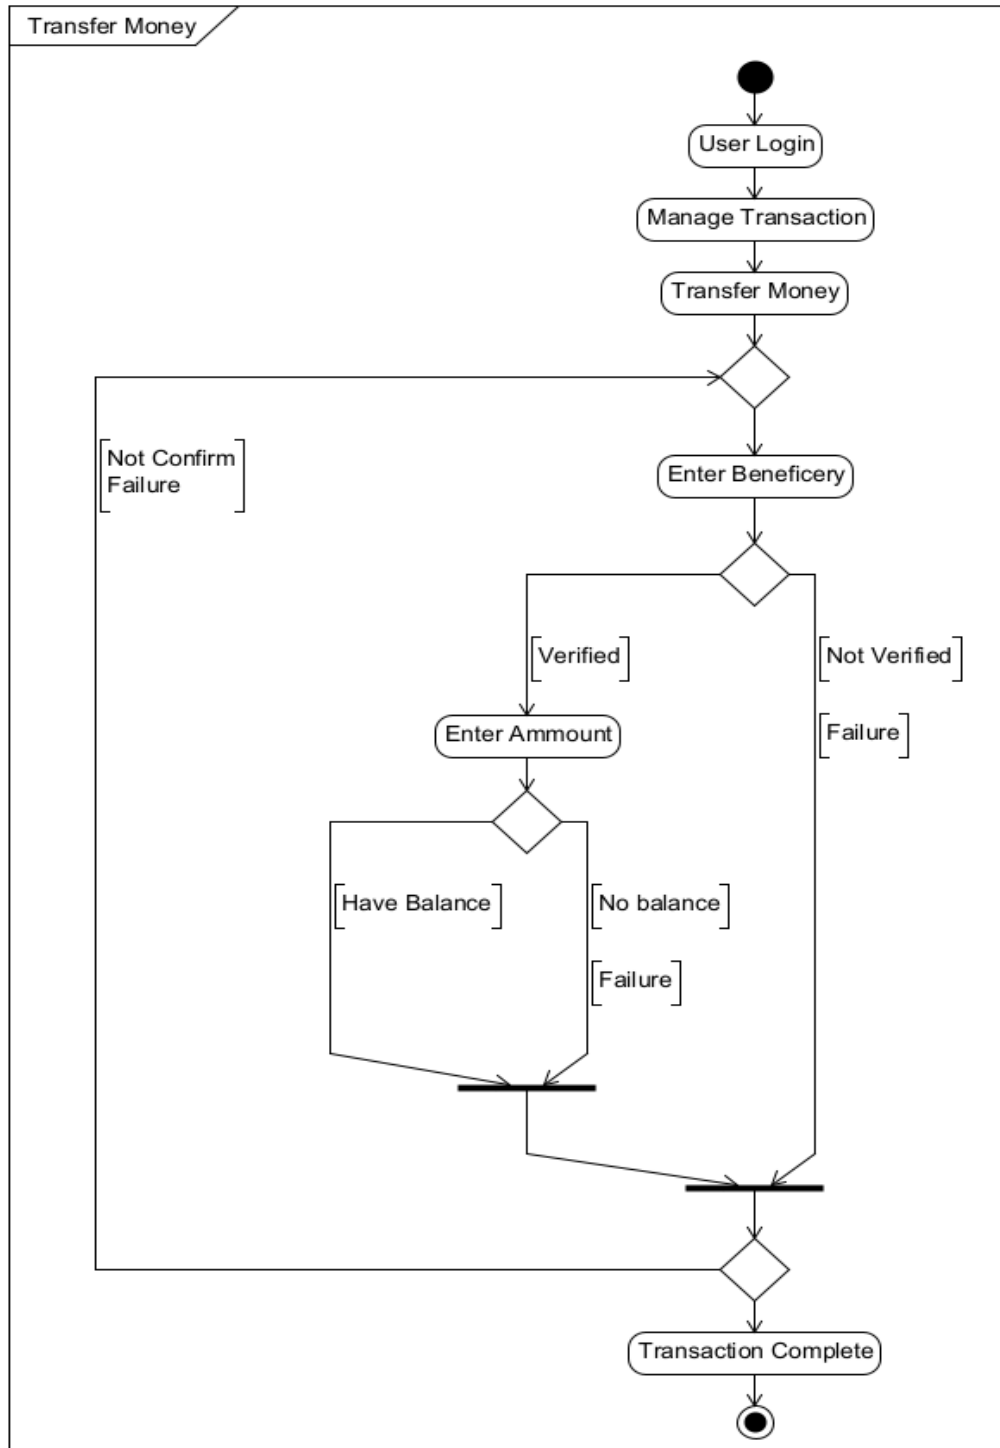 Transfer Money
User Login
Manage Transaction
Transfer Money
Not Confirm
Failure
Enter Beneficery
Verified
Not Verified
Failure
Enter Ammount
Have Balance
No balance
Failure
Transaction Complete